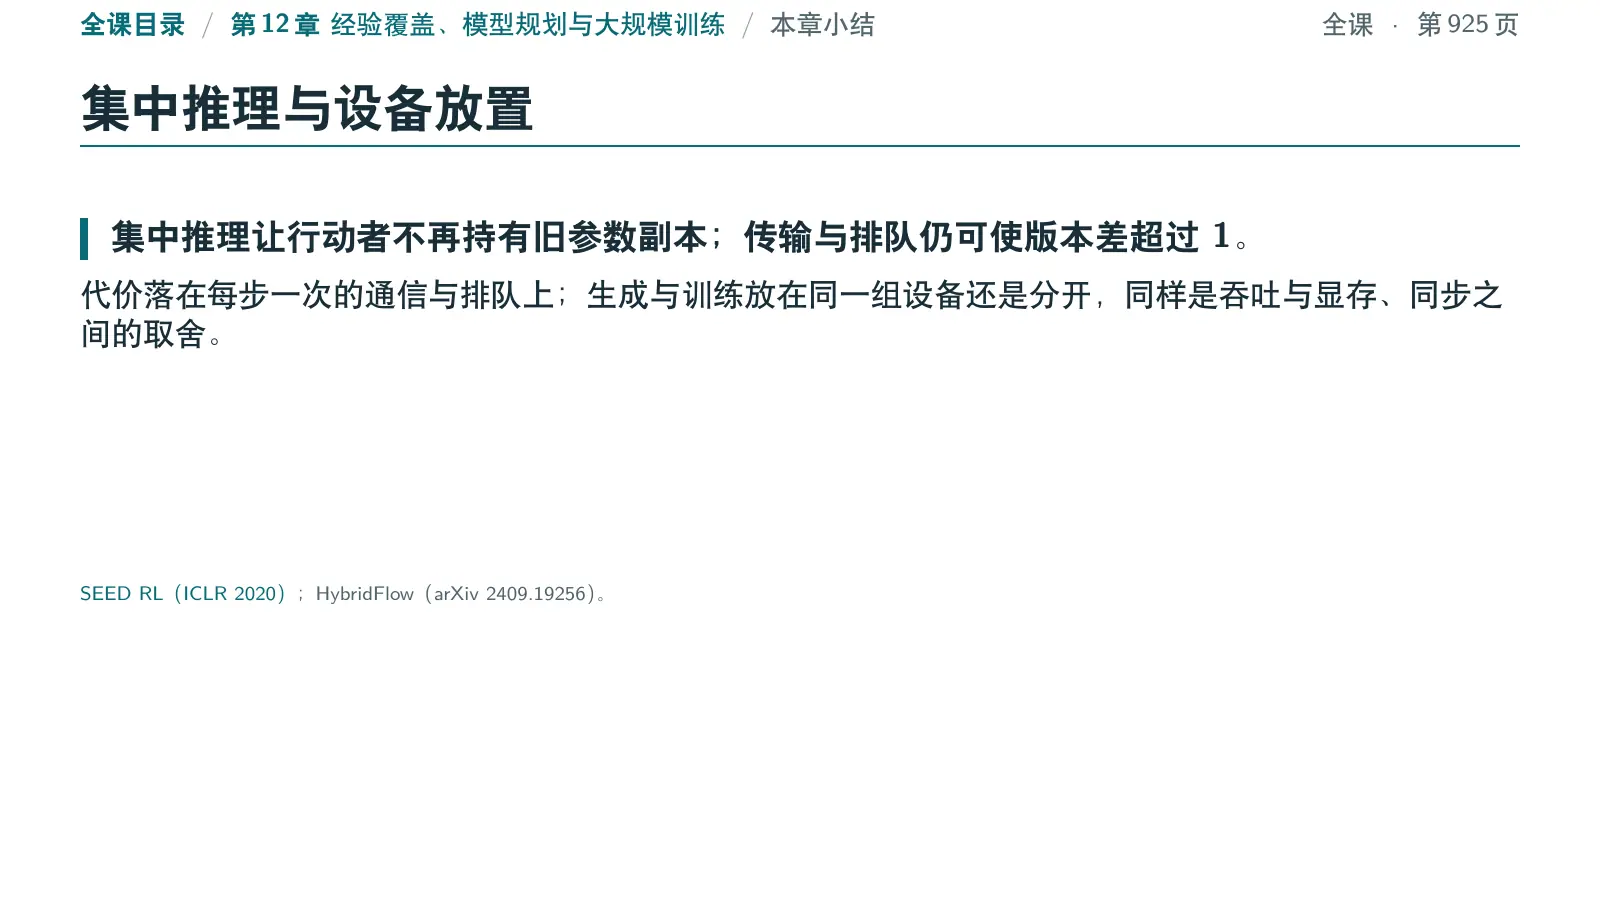 全课目录 / 第 12 章 经验覆盖、模型规划与大规模训练 / 本章小结
全课 · 第 925 页
集中推理与设备放置
集中推理让行动者不再持有旧参数副本；传输与排队仍可使版本差超过 1。
代价落在每步一次的通信与排队上；生成与训练放在同一组设备还是分开，同样是吞吐与显存、同步之
间的取舍。
SEED RL（ICLR 2020）；HybridFlow（arXiv 2409.19256）。